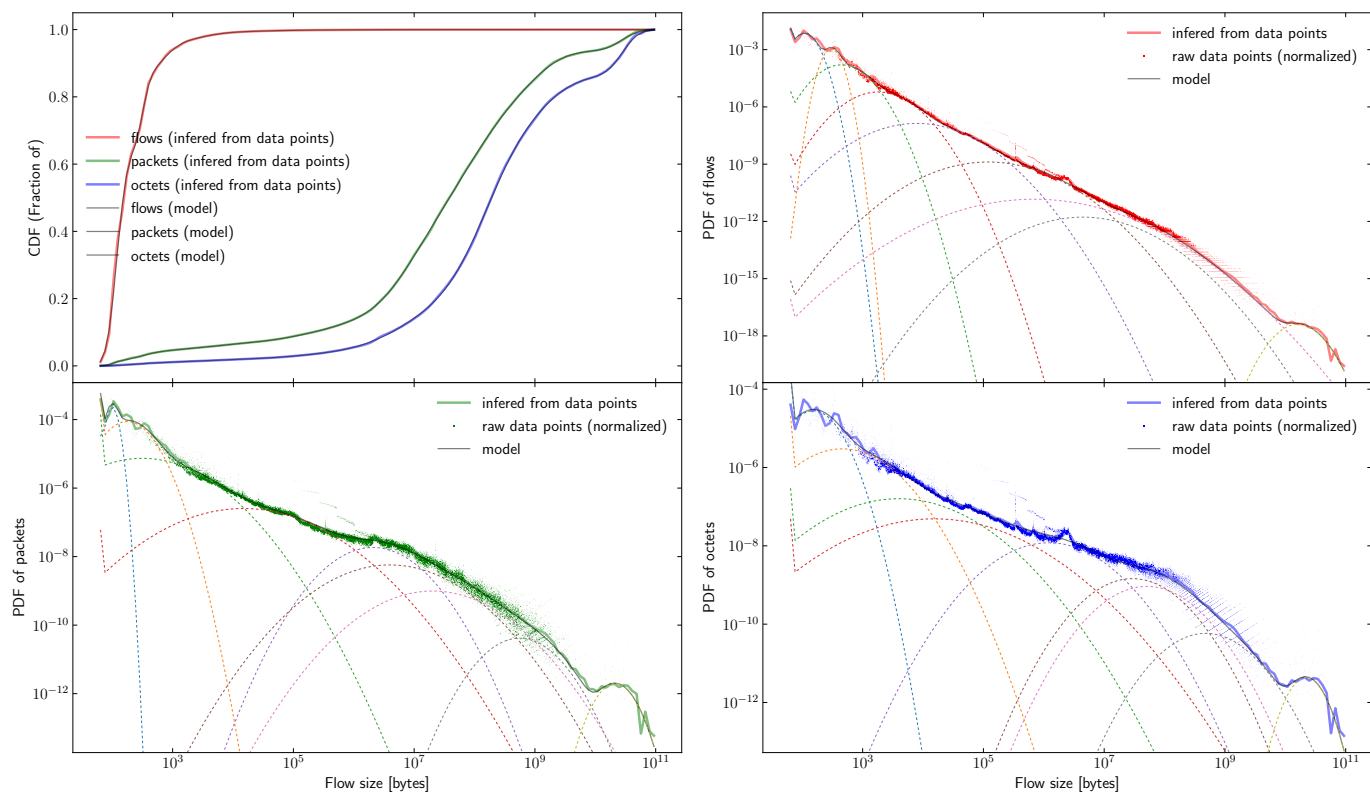 1.0
0.8
0.6
0.4
0.2
0.0
CDF (Fraction of)
flows (infered from data points)
packets (infered from data points)
octets (infered from data points)
flows (model)
packets (model)
octets (model)
10⁻³
10⁻⁶
10⁻⁹
10⁻¹²
10⁻¹⁵
10⁻¹⁸
PDF of flows
infered from data points
raw data points (normalized)
model
10⁻⁴
10⁻⁶
10⁻⁸
10⁻¹⁰
10⁻¹²
PDF of packets
infered from data points
raw data points (normalized)
model
10³ 10⁵ 10⁷ 10⁹ 10¹¹
Flow size [bytes]
10⁻⁴
10⁻⁶
10⁻⁸
10⁻¹⁰
10⁻¹²
PDF of octets
infered from data points
raw data points (normalized)
model
10³ 10⁵ 10⁷ 10⁹ 10¹¹
Flow size [bytes]